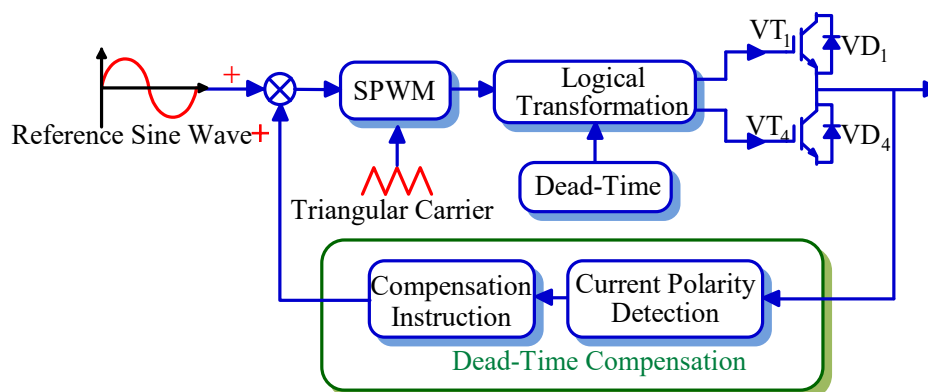 VT1
VD1
+
SPWM
Logical
Transformation
Reference Sine Wave
+
VT4
VD4
Dead-Time
Triangular Carrier
Compensation
Instruction
Current Polarity
Detection
Dead-Time Compensation